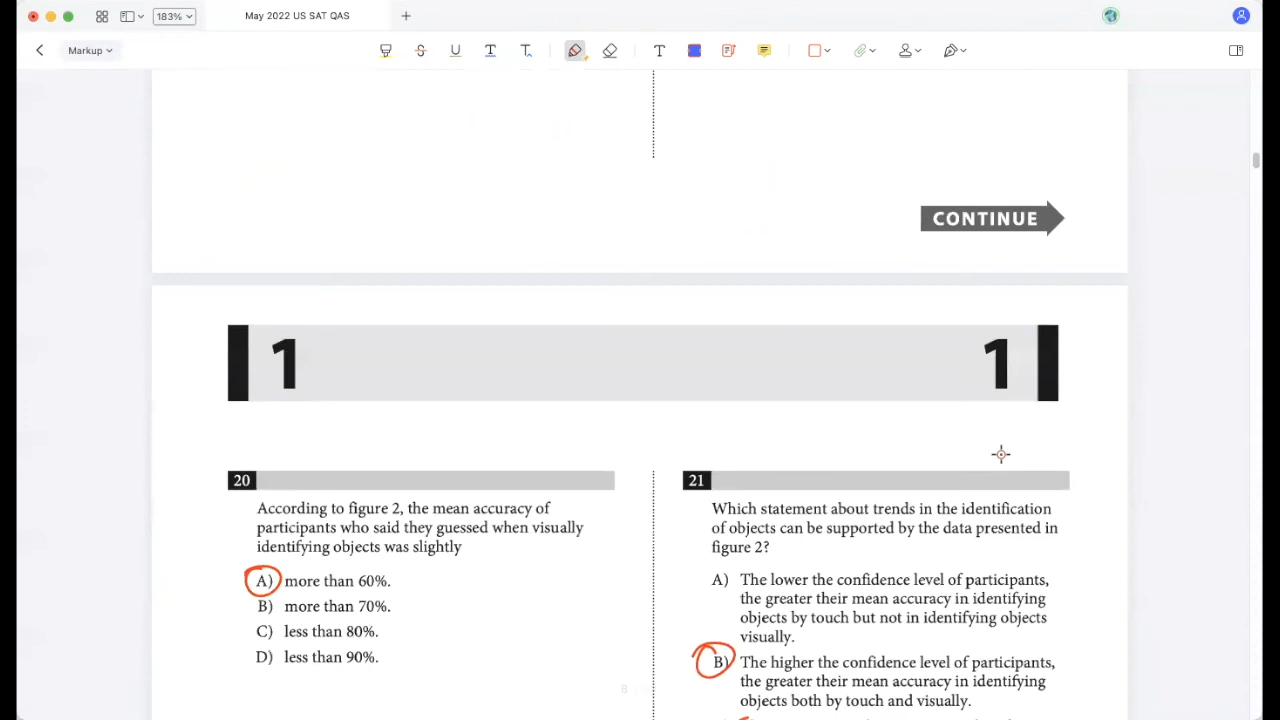 183%
May 2022 US SAT QAS
Markup
CONTINUE
1
1
20
According to figure 2, the mean accuracy of
participants who said they guessed when visually
identifying objects was slightly
A) more than 60%.
B) more than 70%.
C) less than 80%.
D) less than 90%.
21
Which statement about trends in the identification
of objects can be supported by the data presented in
figure 2?
A) The lower the confidence level of participants,
the greater their mean accuracy in identifying
objects by touch but not in identifying objects
visually.
B) The higher the confidence level of participants,
the greater their mean accuracy in identifying
objects both by touch and visually.